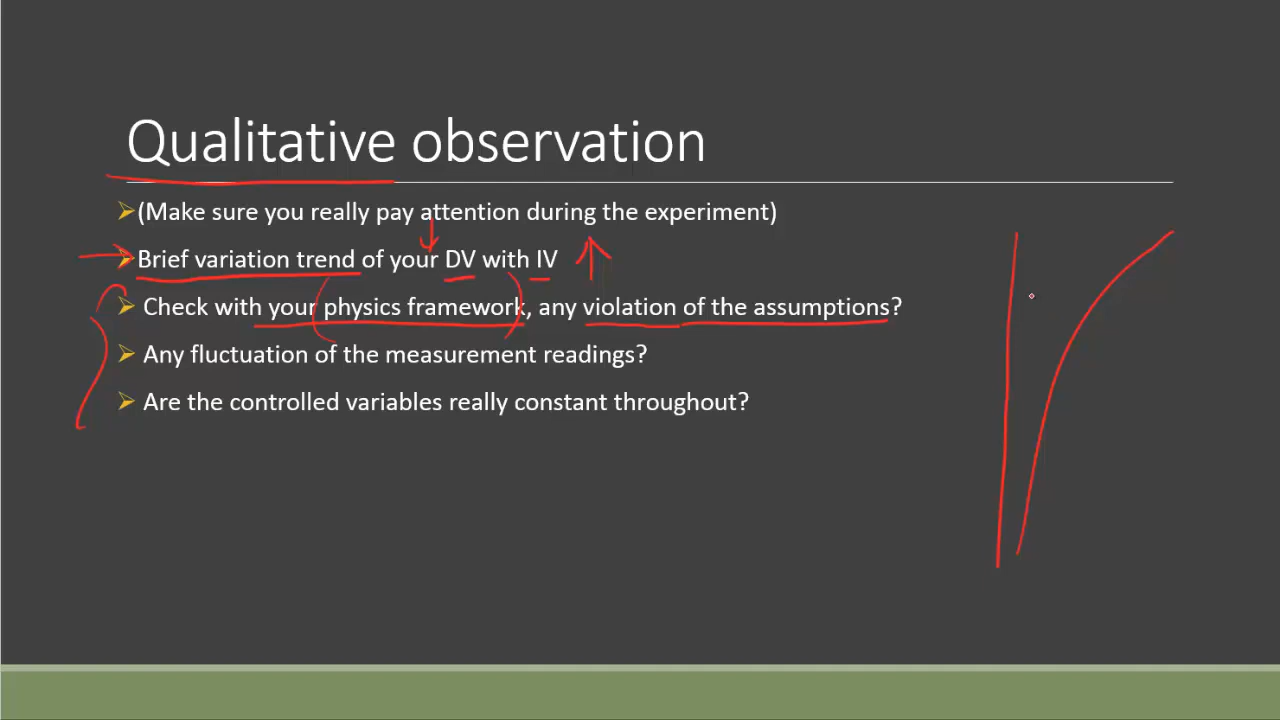 Qualitative observation
(Make sure you really pay attention during the experiment)
Brief variation trend of your DV with IV
Check with your physics framework, any violation of the assumptions?
Any fluctuation of the measurement readings?
Are the controlled variables really constant throughout?